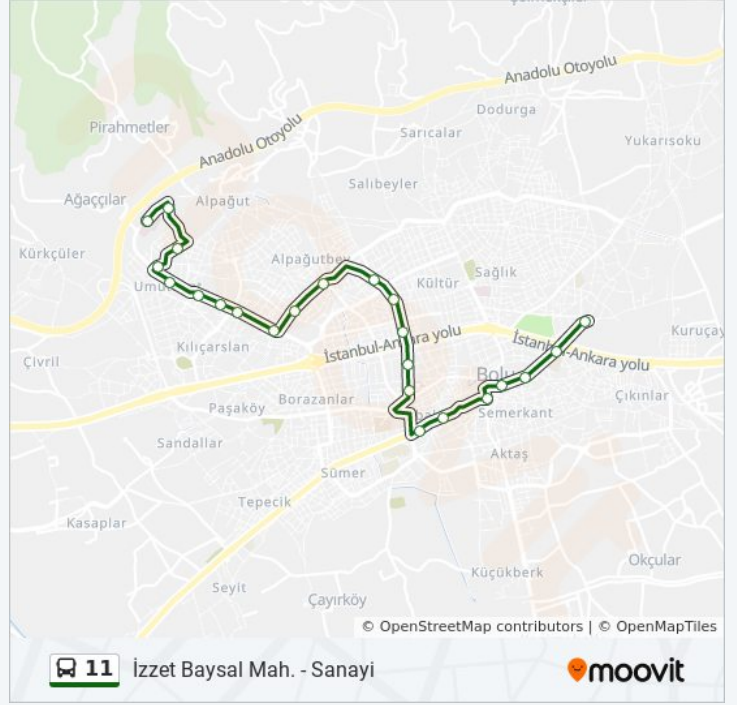 Anadolu Otoyolu
Dodurga
Pirahmetler
Anadolu Otoyolu
Sarıcalar
Yukarısoku
Salıbeyler
Ağaççılar
Alpağut
Kürkçüler
Alpağutbey
Sağlık
Kültür
Kuruçay
İstanbul-Ankara yolu
İstanbul-Ankara yolu
Kılıçarslan
Çivril
Bolu
Borazanlar
Çıkınlar
Paşaköy
Semerkant
Sandallar
Aktaş
Sümer
Tepecik
Kasaplar
Okçular
Küçükberk
Seyit
Çayırköy
© OpenStreetMap contributors | © OpenMapTiles
11 İzzet Baysal Mah. - Sanayi
moovit